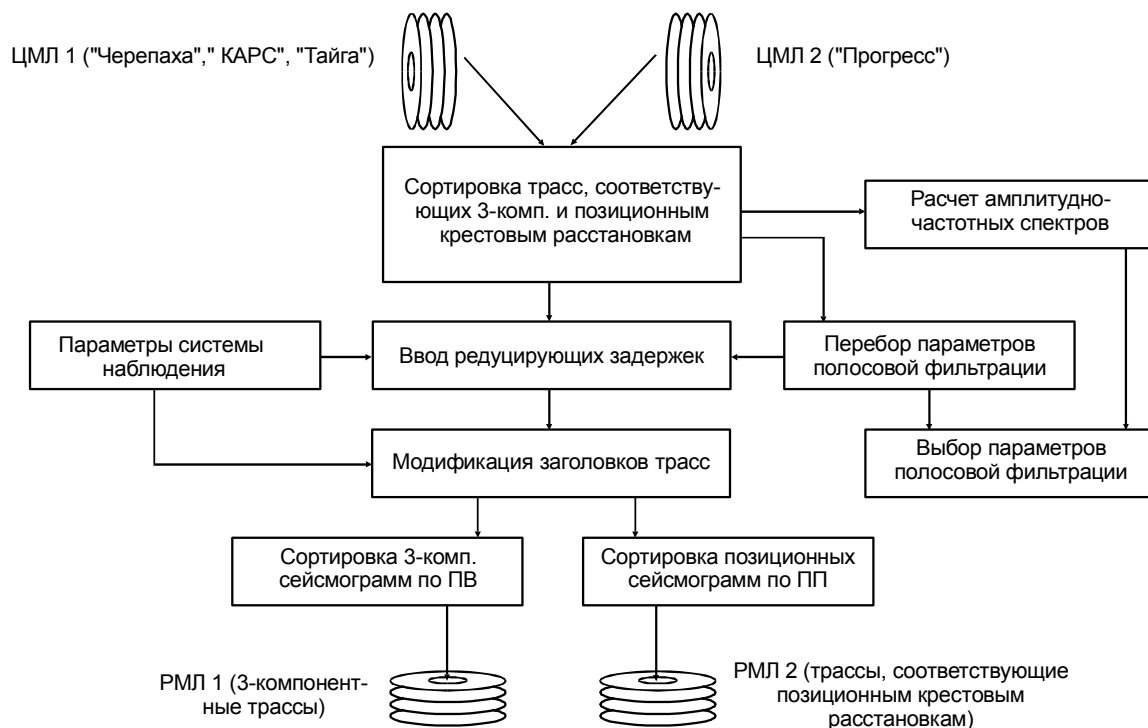 ЦМЛ 1 ("Черепаха"," КАРС", "Тайга")
ЦМЛ 2 ("Прогресс")
Сортировка трасс, соответству-
ющих 3-комп. и позиционным
крестовым расстановкам
Расчет амплитудно-
частотных спектров
Параметры системы
наблюдения
Ввод редуцирующих задержек
Перебор параметров
полосовой фильтрации
Модификация заголовков трасс
Выбор параметров
полосовой фильтрации
Сортировка 3-комп.
сейсмограмм по ПВ
Сортировка позиционных
сейсмограмм по ПП
РМЛ 1 (3-компонент-
ные трассы)
РМЛ 2 (трассы, соответствующие
позиционным крестовым
расстановкам)